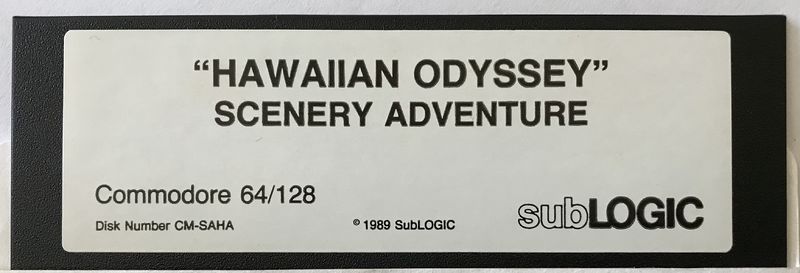 “HAWAIIAN ODYSSEY”
SCENERY ADVENTURE
Commodore 64/128
Disk Number CM-SAHA
© 1989 SubLOGIC
subLOGIC